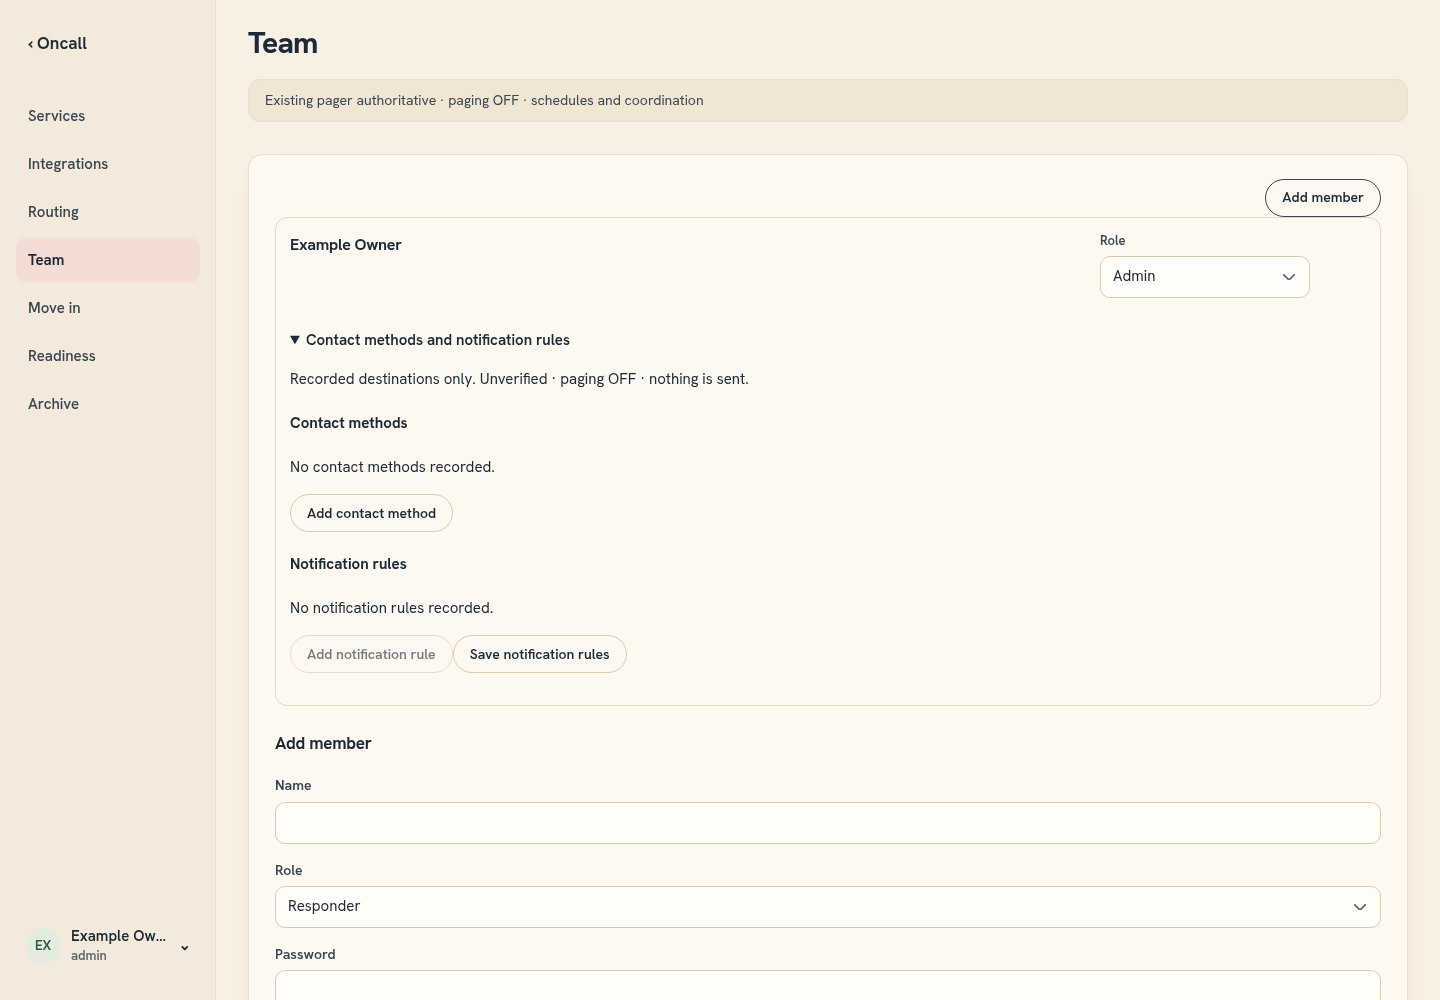 ‹ Oncall
Services
Integrations
Routing
Team
Move in
Readiness
Archive
EX
Example Ow...
admin
Team
Existing pager authoritative · paging OFF · schedules and coordination
Add member
Example Owner
Role
Admin
▼ Contact methods and notification rules
Recorded destinations only. Unverified · paging OFF · nothing is sent.
Contact methods
No contact methods recorded.
Add contact method
Notification rules
No notification rules recorded.
Add notification rule
Save notification rules
Add member
Name
Role
Responder
Password